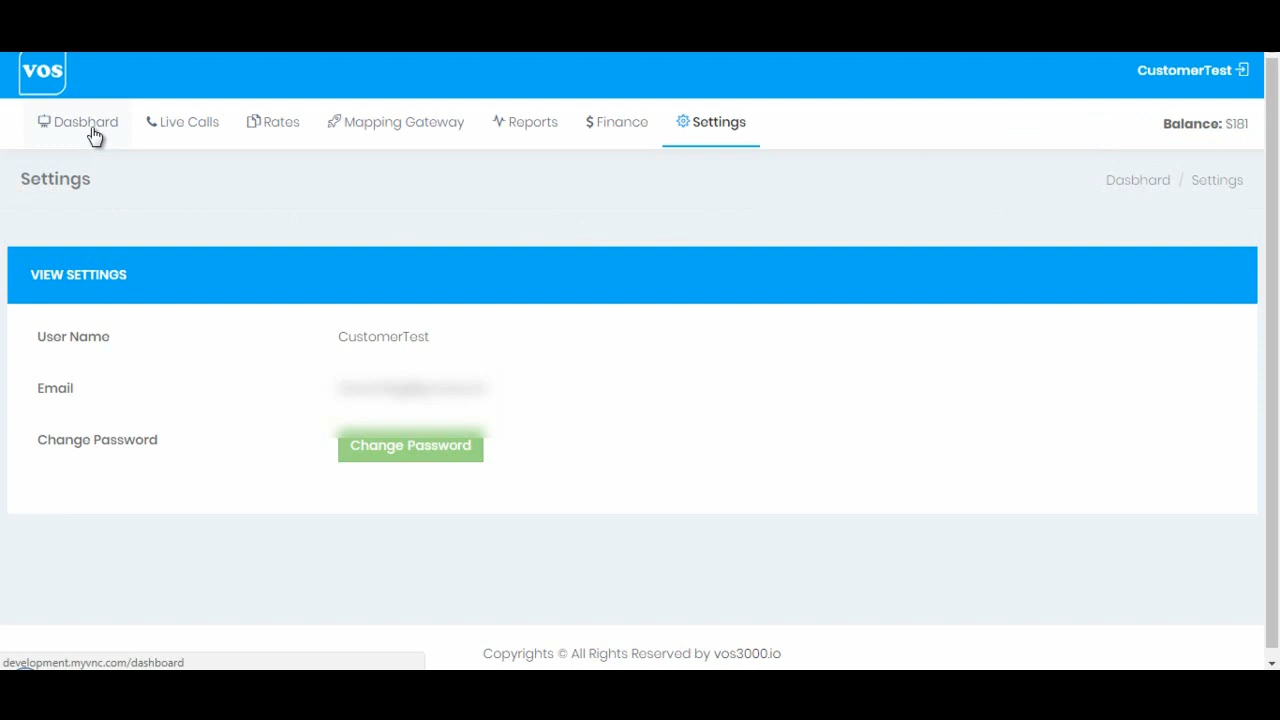 VOS
CustomerTest
Dasbhard Live Calls Rates Mapping Gateway Reports Finance Settings Balance: $181
Settings
Dasbhard / Settings
VIEW SETTINGS
User Name CustomerTest
Email
Change Password Change Password
Copyrights © All Rights Reserved by vos3000.io
development.myvnc.com/dashboard